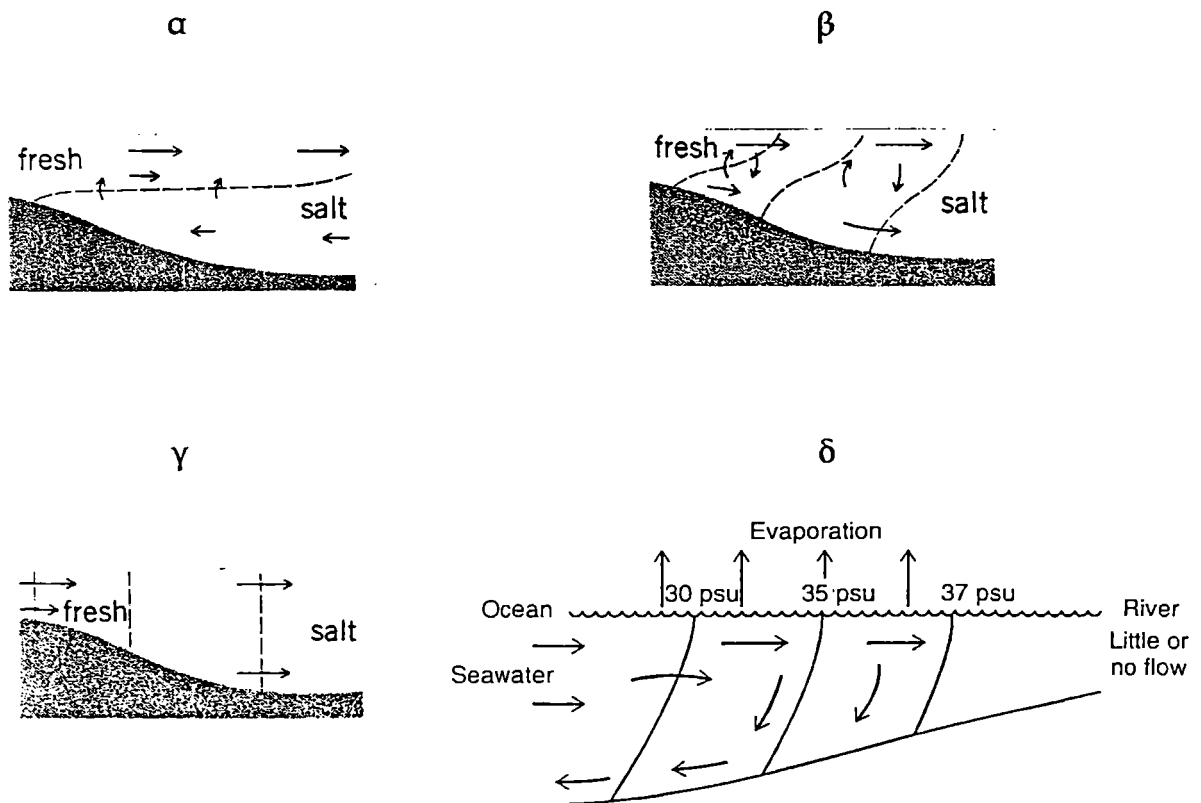 α
β
fresh
salt
fresh
salt
γ
δ
fresh
salt
Evaporation
30 psu
35 psu
37 psu
Ocean
River
Seawater
Little or
no flow